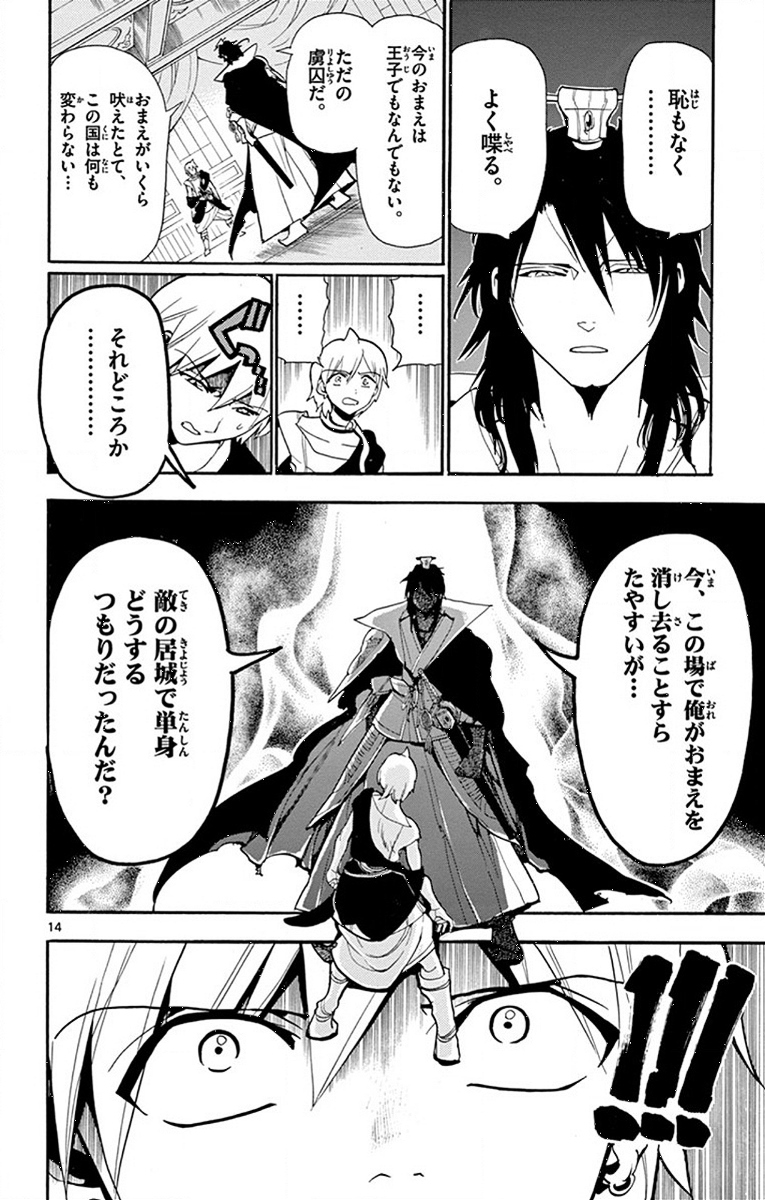 恥もなく
…………
よく喋る。
今のおまえは
王子でもなんでもない。
ただの
虜囚だ。
おまえがいくら
吠えたとて、
この国は何も
変わらない…
……
……
ぐっ
それどころか
…………
今、この場で俺がおまえを
消し去ることすら
たやすいが…
敵の居城で単身
どうする
つもりだったんだ？
!!!
14